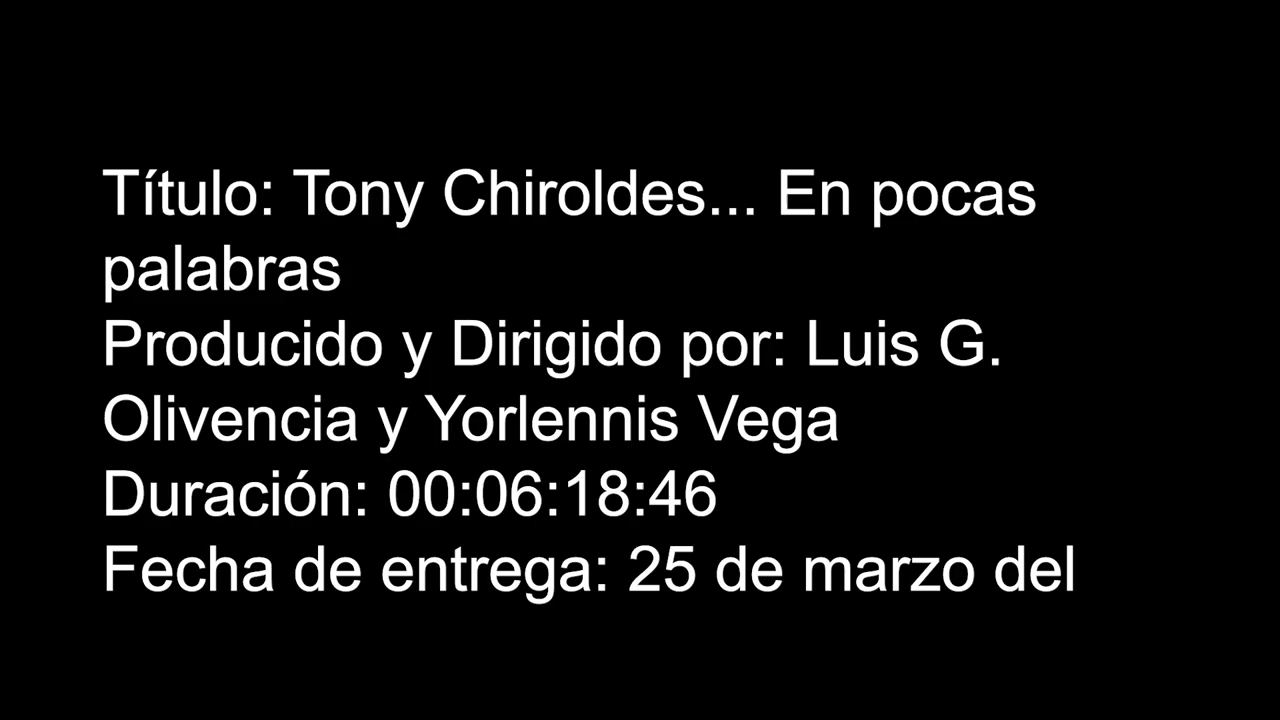 Título: Tony Chiroldes... En pocas
palabras
Producido y Dirigido por: Luis G.
Olivencia y Yorlennis Vega
Duración: 00:06:18:46
Fecha de entrega: 25 de marzo del